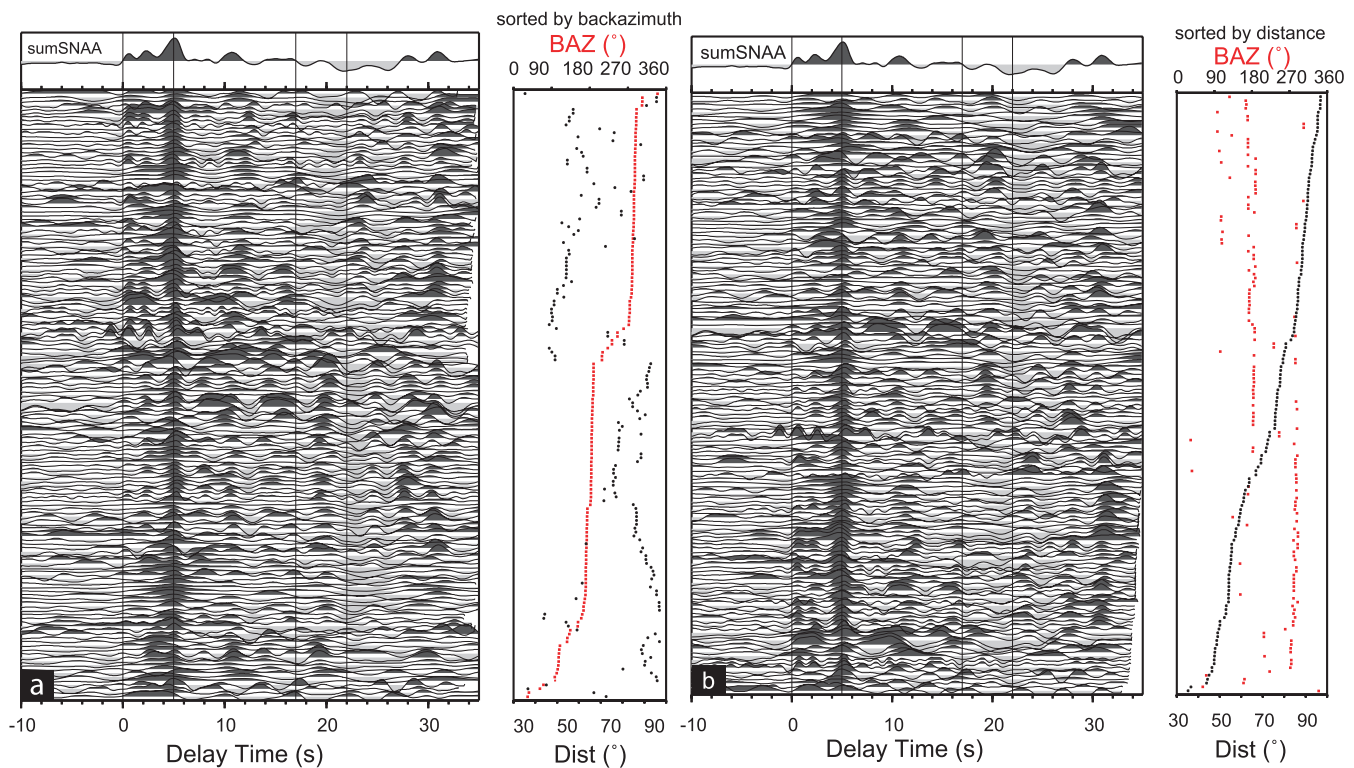 sorted by backazimuth
BAZ (°)
0 90 180 270 360
sumSNAA
a
-10 0 10 20 30
Delay Time (s)
30 50 70 90
Dist (°)
sorted by distance
BAZ (°)
0 90 180 270 360
sumSNAA
b
-10 0 10 20 30
Delay Time (s)
30 50 70 90
Dist (°)